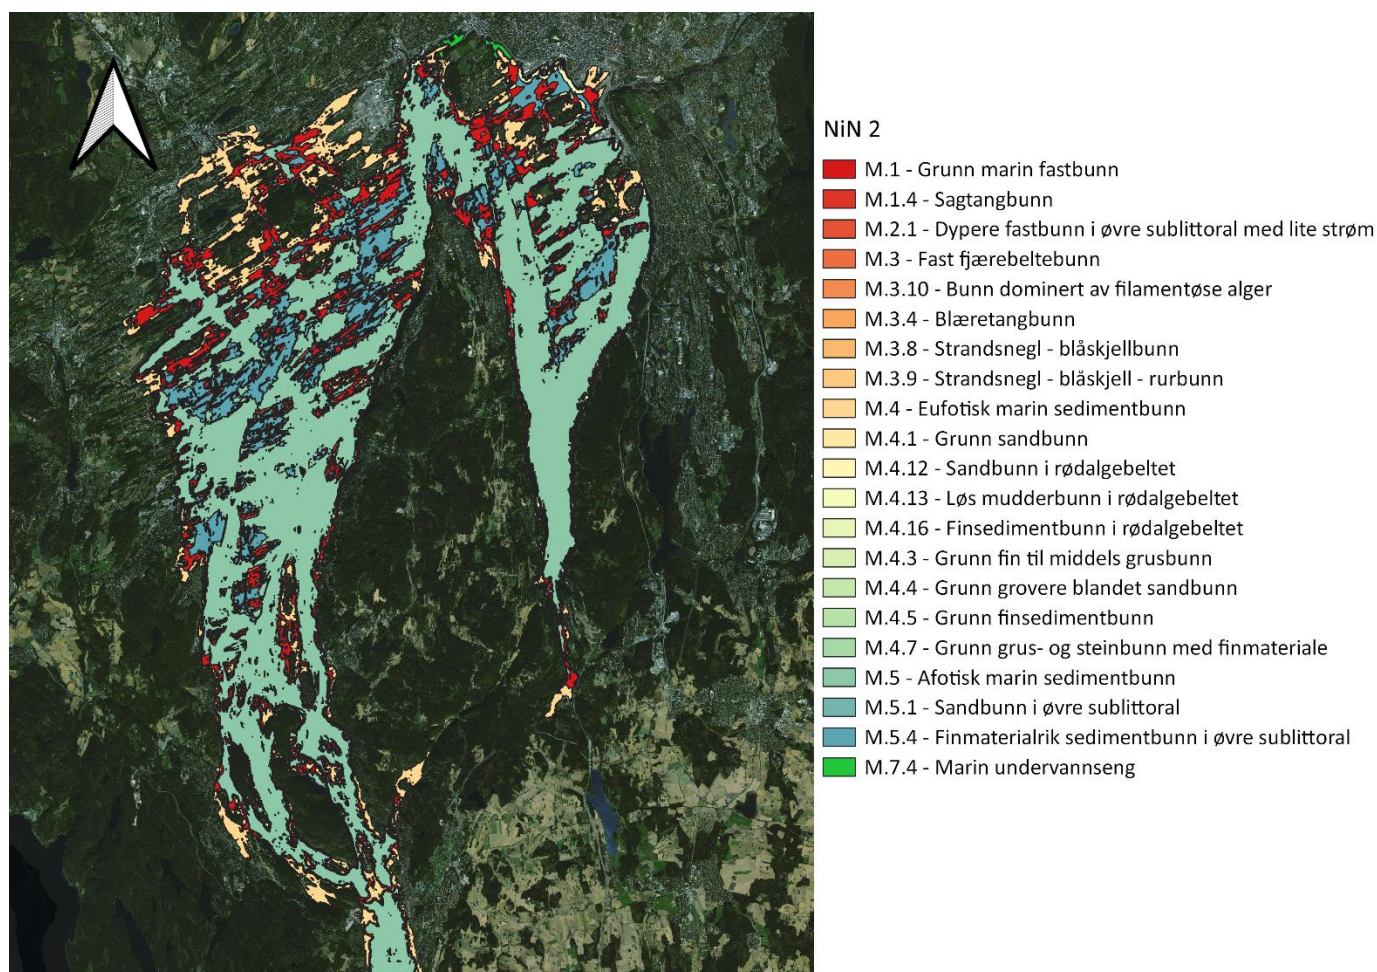 NiN 2
M.1 - Grunn marin fastbunn
M.1.4 - Sagtangbunn
M.2.1 - Dypere fastbunn i øvre sublittoral med lite strøm
M.3 - Fast fjærebeltebunn
M.3.10 - Bunn dominert av filamentøse alger
M.3.4 - Blæretangbunn
M.3.8 - Strandsnegl - blåskjellbunn
M.3.9 - Strandsnegl - blåskjell - rurbunn
M.4 - Eufotisk marin sedimentbunn
M.4.1 - Grunn sandbunn
M.4.12 - Sandbunn i rødalgebeltet
M.4.13 - Løs mudderbunn i rødalgebeltet
M.4.16 - Finsedimentbunn i rødalgebeltet
M.4.3 - Grunn fin til middels grusbunn
M.4.4 - Grunn grovere blandet sandbunn
M.4.5 - Grunn finsedimentbunn
M.4.7 - Grunn grus- og steinbunn med finmateriale
M.5 - Afotisk marin sedimentbunn
M.5.1 - Sandbunn i øvre sublittoral
M.5.4 - Finmaterialrik sedimentbunn i øvre sublittoral
M.7.4 - Marin undervannseng